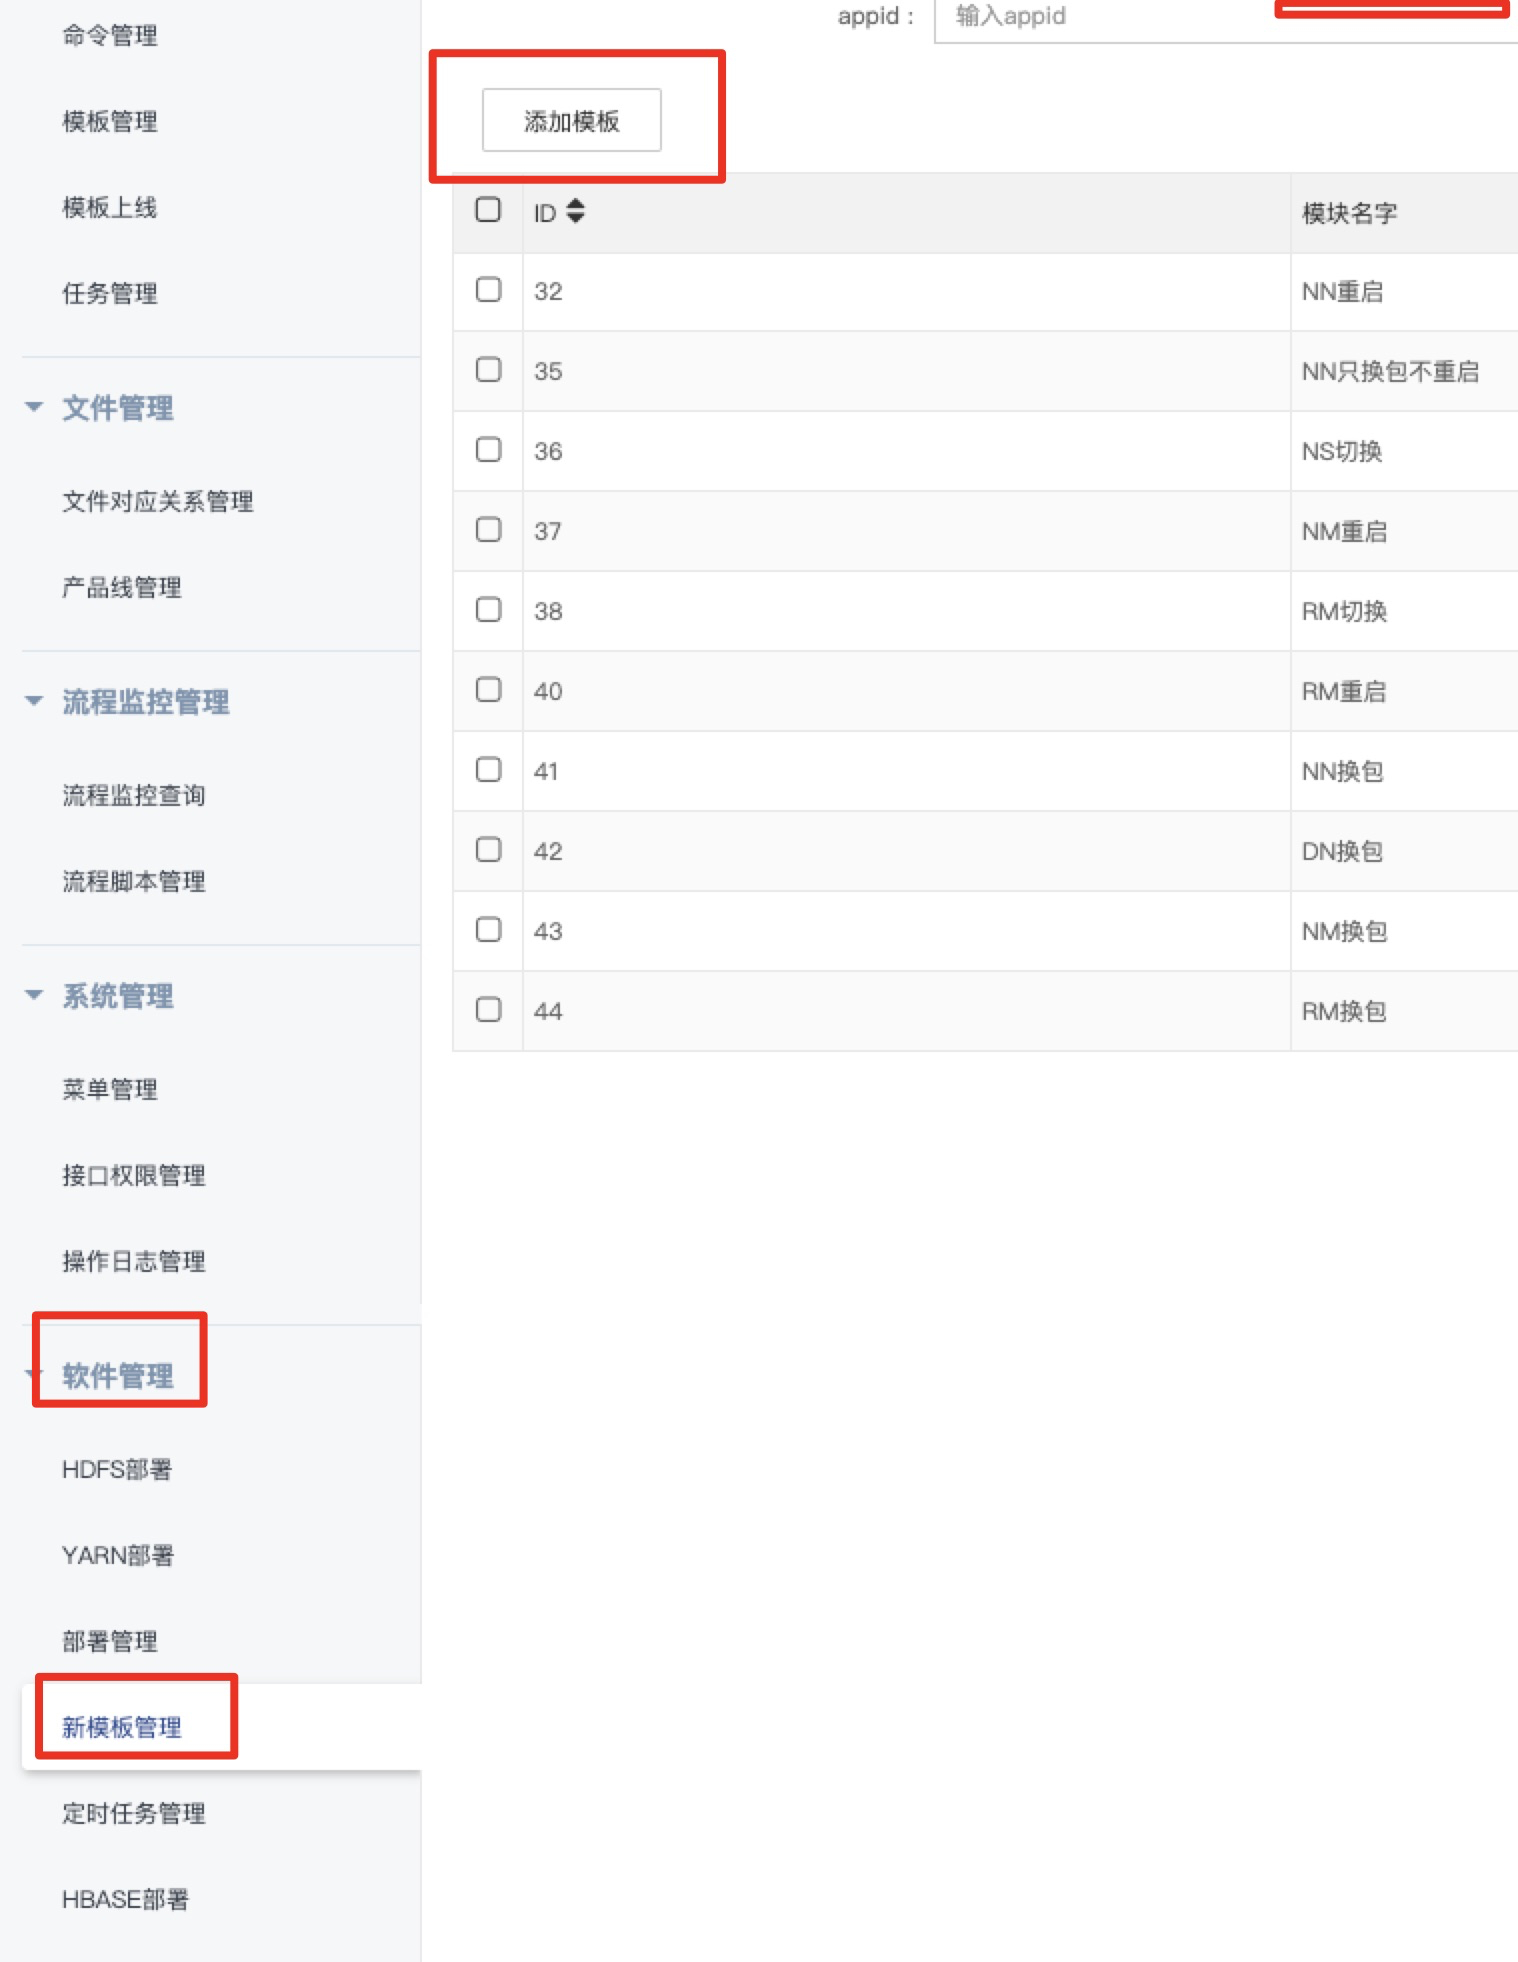 命令管理
模板管理
模板上线
任务管理
文件管理
文件对应关系管理
产品线管理
流程监控管理
流程监控查询
流程脚本管理
系统管理
菜单管理
接口权限管理
操作日志管理
软件管理
HDFS部署
YARN部署
部署管理
新模板管理
定时任务管理
HBASE部署
appid： 输入appid
添加模板
ID 模块名字
32 NN重启
35 NN只换包不重启
36 NS切换
37 NM重启
38 RM切换
40 RM重启
41 NN换包
42 DN换包
43 NM换包
44 RM换包